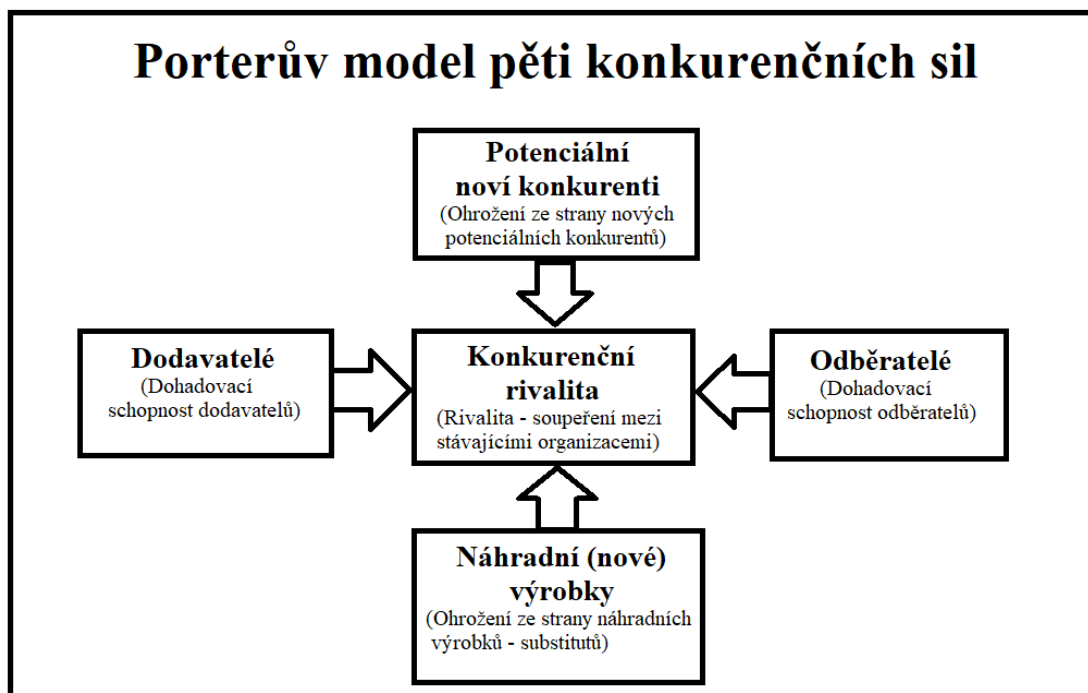 Porterův model pěti konkurenčních sil
Potenciální
noví konkurenti
(Ohrožení ze strany nových
potenciálních konkurentů)
Dodavatelé
(Dohadovací
schopnost dodavatelů)
Konkurenční
rivalita
(Rivalita - soupeření mezi
stávajícími organizacemi)
Odběratelé
(Dohadovací
schopnost odběratelů)
Náhradní (nové)
výrobky
(Ohrožení ze strany náhradních
výrobků - substitutů)